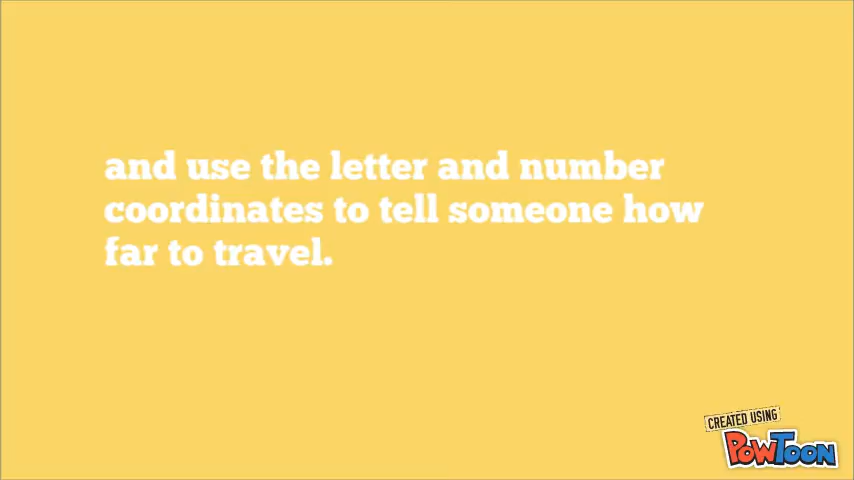 and use the letter and number
coordinates to tell someone how
far to travel.
CREATED USING
POWTOON